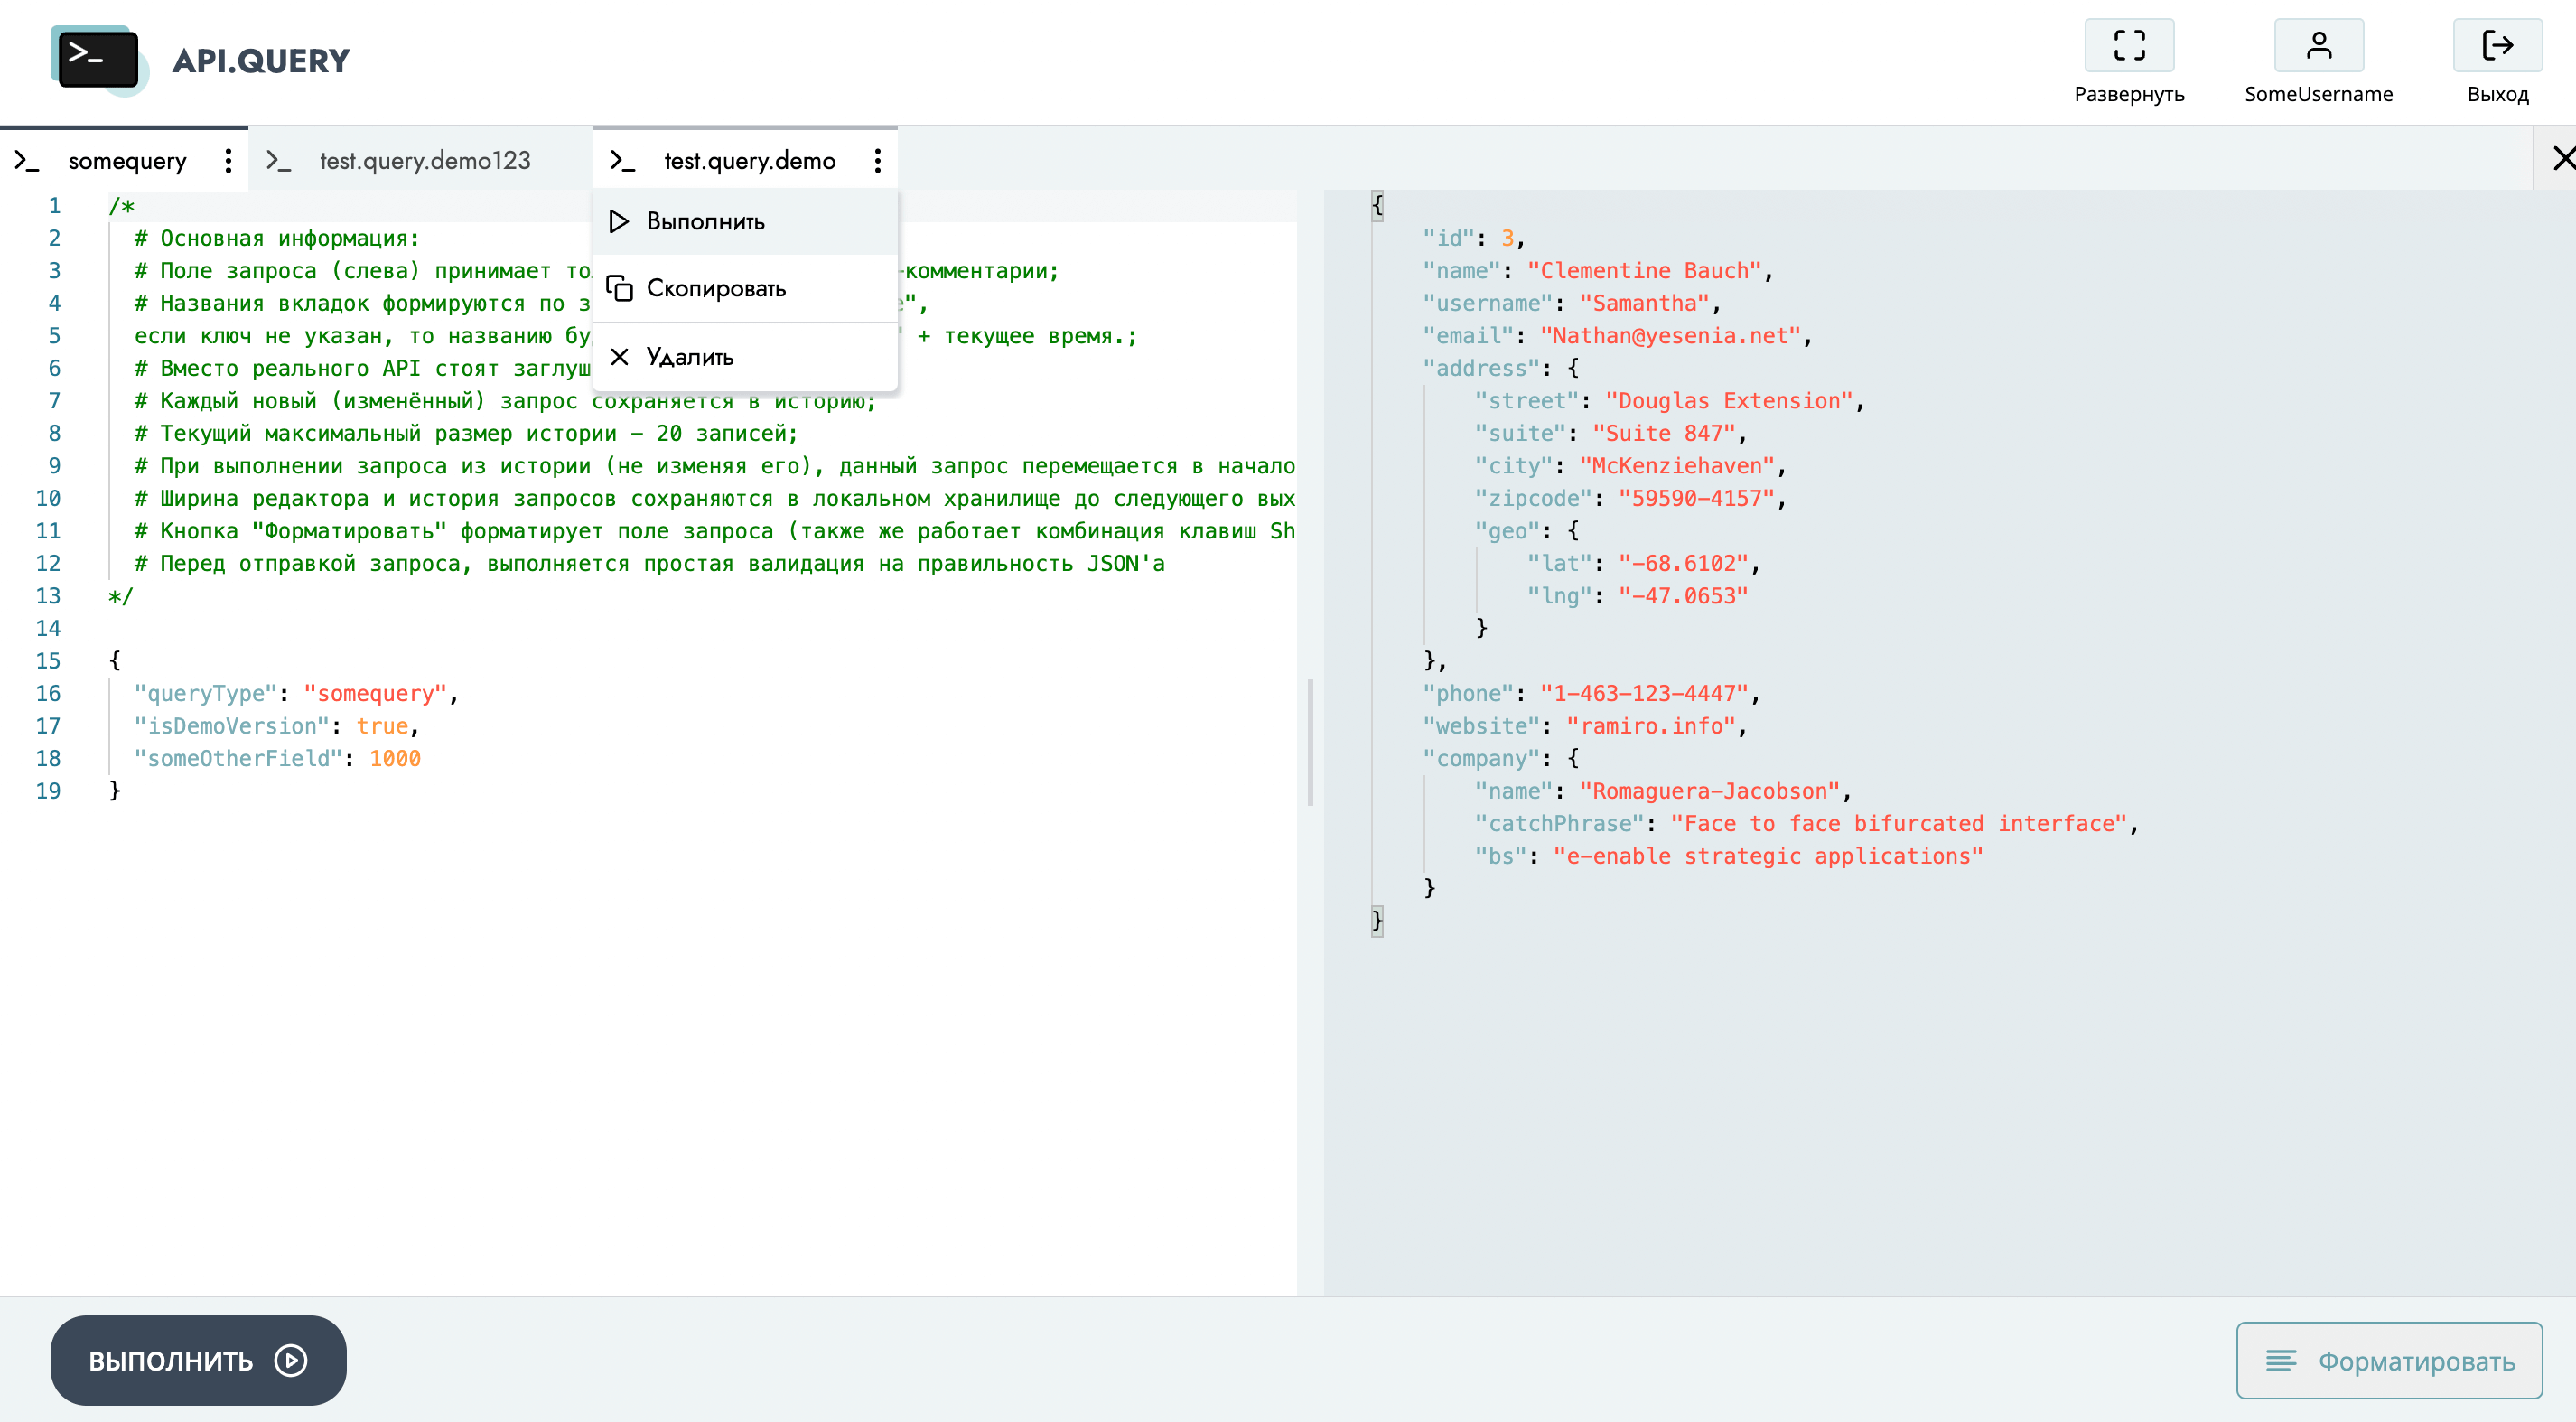 >_ API.QUERY
Развернуть
SomeUsername
Выход
>_ somequery
>_ test.query.demo123
>_ test.query.demo
Выполнить
Скопировать
Удалить
1 /*
2 # Основная информация:
3 # Поле запроса (слева) принимает -комментарии;
4 # Названия вкладок формируются по ",
5 если ключ не указан, то названию " + текущее время.;
6 # Вместо реального API стоят
7 # Каждый новый (изменённый) запрос сохраняется в историю;
8 # Текущий максимальный размер истории – 20 записей;
9 # При выполнении запроса из истории (не изменяя его), данный запрос перемещается в начало
10 # Ширина редактора и история запросов сохраняются в локальном хранилище до следующего вых
11 # Кнопка "Форматировать" форматирует поле запроса (также же работает комбинация клавиш Sh
12 # Перед отправкой запроса, выполняется простая валидация на правильность JSON'а
13 */
14
15 {
16 "queryType": "somequery",
17 "isDemoVersion": true,
18 "someOtherField": 1000
19 }
{
"id": 3,
"name": "Clementine Bauch",
"username": "Samantha",
"email": "Nathan@yesenia.net",
"address": {
"street": "Douglas Extension",
"suite": "Suite 847",
"city": "McKenziehaven",
"zipcode": "59590-4157",
"geo": {
"lat": "-68.6102",
"lng": "-47.0653"
}
},
"phone": "1-463-123-4447",
"website": "ramiro.info",
"company": {
"name": "Romaguera-Jacobson",
"catchPhrase": "Face to face bifurcated interface",
"bs": "e-enable strategic applications"
}
}
ВЫПОЛНИТЬ
Форматировать